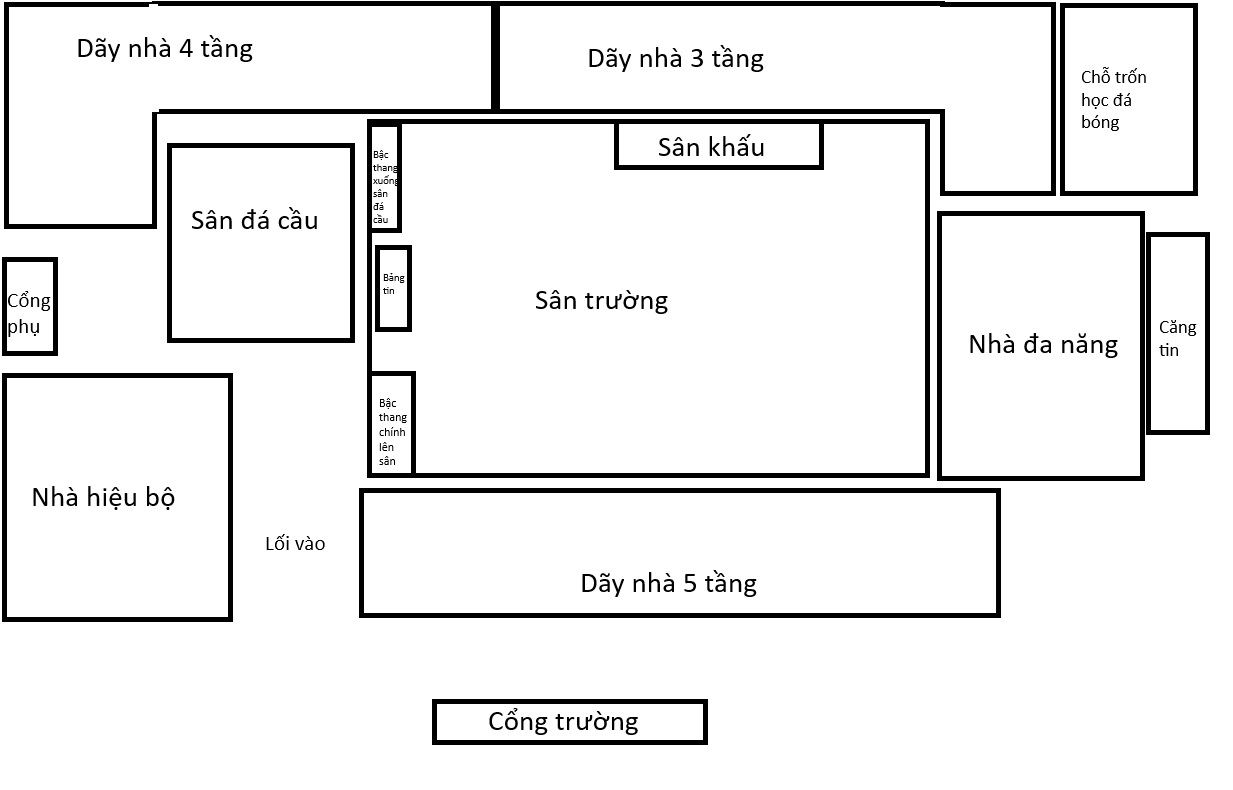 Dãy nhà 4 tầng
Dãy nhà 3 tầng
Chỗ trốn
học đá
bóng
Sân khấu
Bậc
thang
xuống
sân
đá
cầu
Sân đá cầu
Bảng
tin
Sân trường
Cổng
phụ
Nhà đa năng
Căng
tin
Bậc
thang
chính
lên
sân
Nhà hiệu bộ
Lối vào
Dãy nhà 5 tầng
Cổng trường